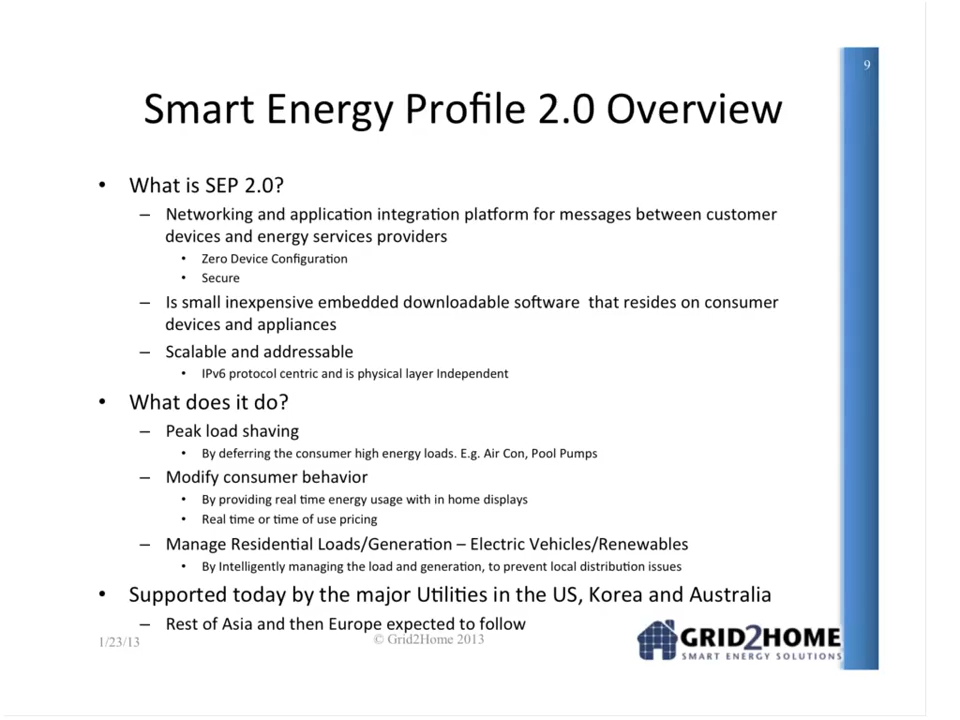 9
Smart Energy Profile 2.0 Overview
• What is SEP 2.0?
– Networking and application integration platform for messages between customer
devices and energy services providers
• Zero Device Configuration
• Secure
– Is small inexpensive embedded downloadable software  that resides on consumer
devices and appliances
– Scalable and addressable
• IPv6 protocol centric and is physical layer Independent
• What does it do?
– Peak load shaving
• By deferring the consumer high energy loads. E.g. Air Con, Pool Pumps
– Modify consumer behavior
• By providing real time energy usage with in home displays
• Real time or time of use pricing
– Manage Residential Loads/Generation – Electric Vehicles/Renewables
• By Intelligently managing the load and generation, to prevent local distribution issues
• Supported today by the major Utilities in the US, Korea and Australia
– Rest of Asia and then Europe expected to follow
1/23/13
© Grid2Home 2013
GRID2HOME
SMART ENERGY SOLUTIONS